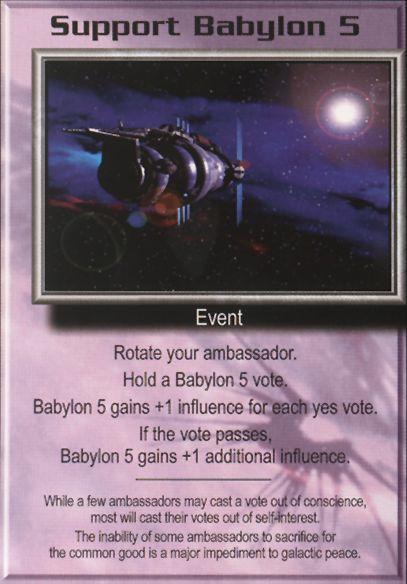 Support Babylon 5
Event
Rotate your ambassador.
Hold a Babylon 5 vote.
Babylon 5 gains +1 influence for each yes vote.
If the vote passes,
Babylon 5 gains +1 additional influence.
While a few ambassadors may cast a vote out of conscience,
most will cast their votes out of self-interest.
The inability of some ambassadors to sacrifice for
the common good is a major impediment to galactic peace.